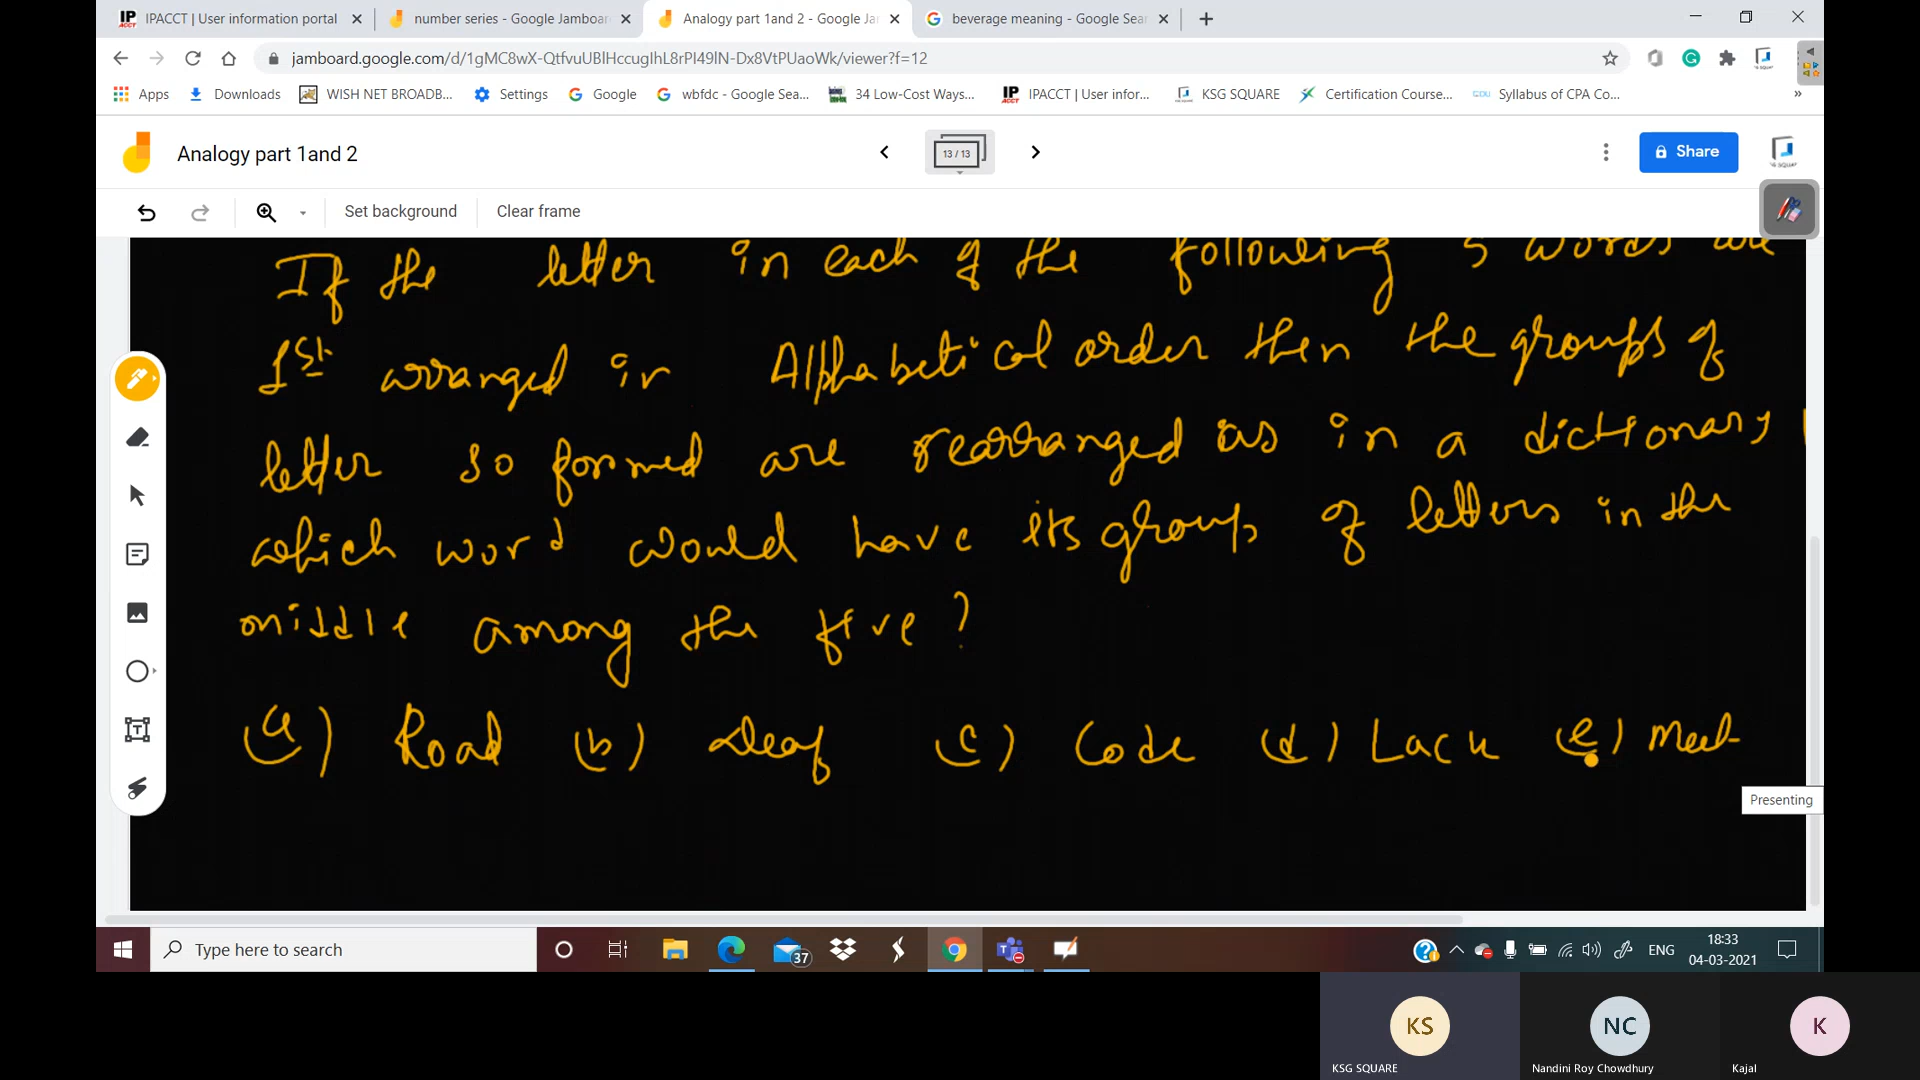 IPACCT | User information portal
number series - Google Jamboar
Analogy part 1and 2 - Google Ja
beverage meaning - Google Sea
jamboard.google.com/d/1gMC8wX-QtfvuUBlHccugIhL8rPI49lN-Dx8VtPUaoWk/viewer?f=12
Apps Downloads WISH NET BROADB... Settings Google wbfdc - Google Sea... 34 Low-Cost Ways... IPACCT | User infor... KSG SQUARE Certification Course... Syllabus of CPA Co... »
Analogy part 1and 2
13 / 13
Share
Set background Clear frame
If the letter in each of the following 5 words are
1st arranged in Alphabetical order then the groups of
letter so formed are rearranged as in a dictionary
which word would have its group of letters in the
middle among the five ?
(a) Road (b) Deaf (c) Code (d) Lack (e) Meet
Presenting
Type here to search
37
ENG
18:33
04-03-2021
KS NC K
KSG SQUARE Nandini Roy Chowdhury Kajal